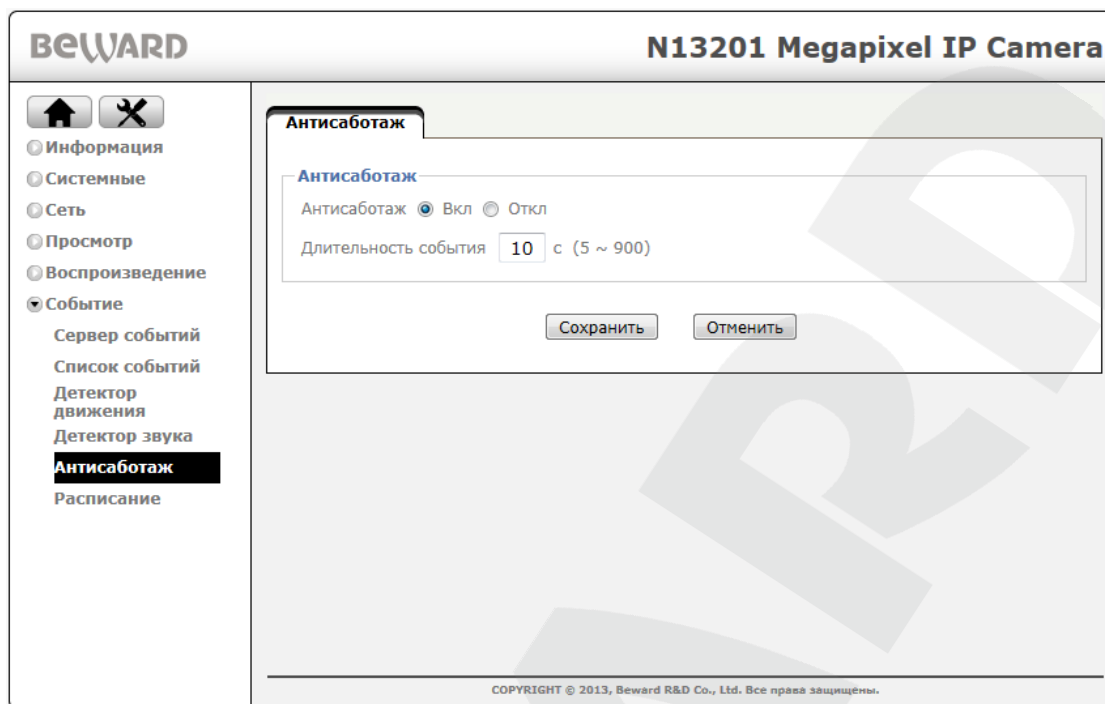 BEWARD
N13201 Megapixel IP Camera
Информация
Системные
Сеть
Просмотр
Воспроизведение
Событие
Сервер событий
Список событий
Детектор
движения
Детектор звука
Антисаботаж
Расписание
Антисаботаж
Антисаботаж
Антисаботаж Вкл Откл
Длительность события 10 с (5 ~ 900)
Сохранить Отменить
COPYRIGHT © 2013, Beward R&D Co., Ltd. Все права защищены.